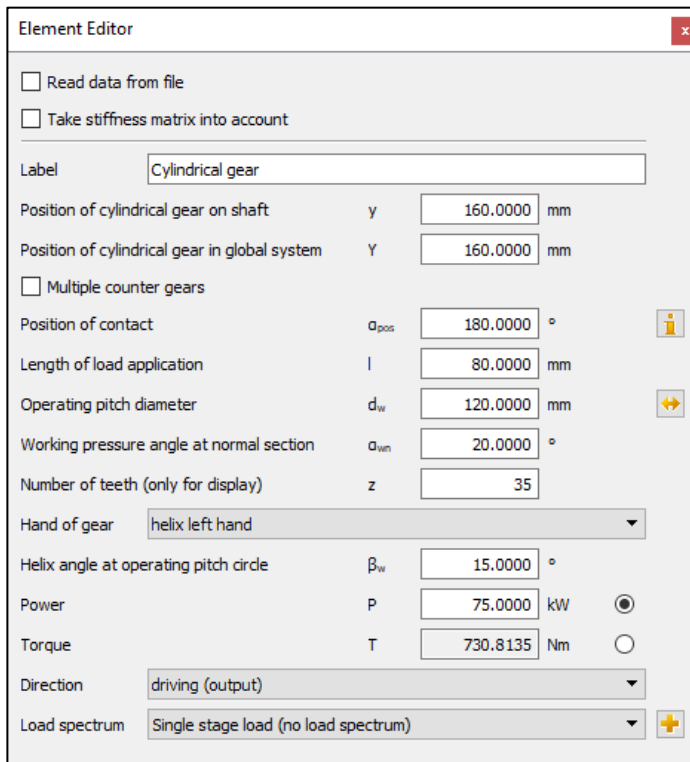 Element Editor
x
Read data from file
Take stiffness matrix into account
Label Cylindrical gear
Position of cylindrical gear on shaft y 160.0000 mm
Position of cylindrical gear in global system Y 160.0000 mm
Multiple counter gears
Position of contact αpos 180.0000 °
Length of load application l 80.0000 mm
Operating pitch diameter dw 120.0000 mm
Working pressure angle at normal section αwn 20.0000 °
Number of teeth (only for display) z 35
Hand of gear helix left hand
Helix angle at operating pitch circle βw 15.0000 °
Power P 75.0000 kW
Torque T 730.8135 Nm
Direction driving (output)
Load spectrum Single stage load (no load spectrum)